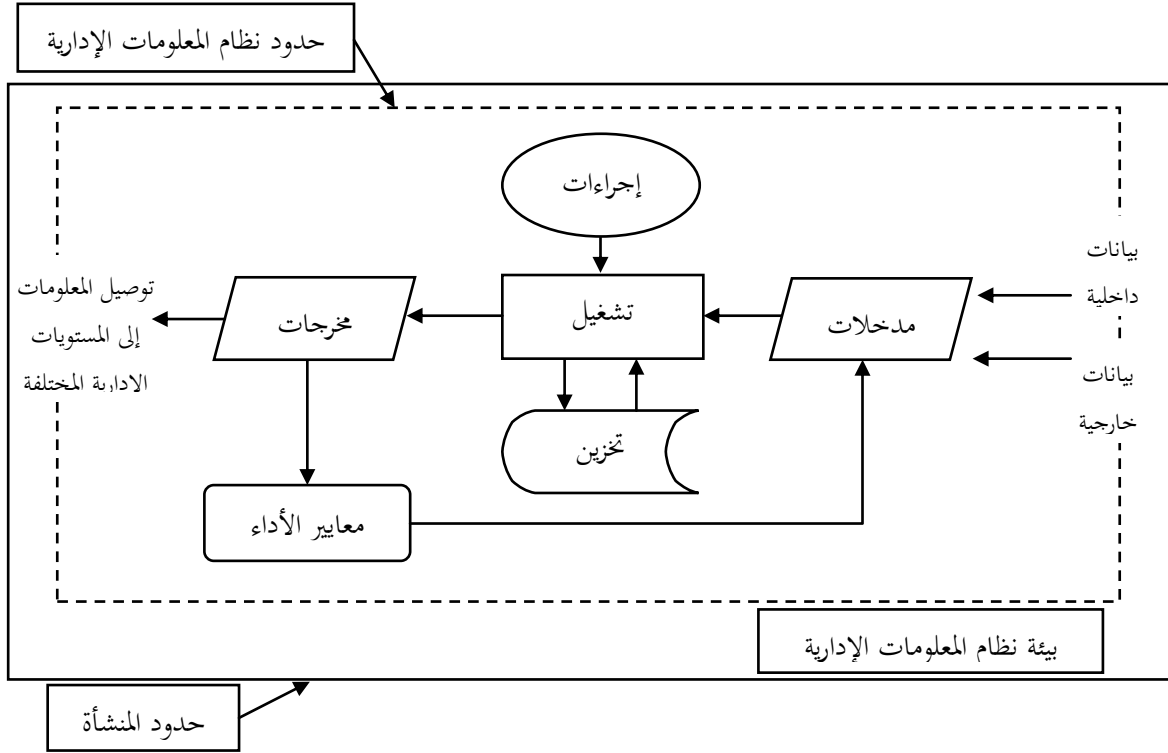 حدود نظام المعلومات الإدارية
إجراءات
بيانات
داخلية
بيانات
خارجية
مدخلات
تشغيل
مخرجات
توصيل المعلومات
إلى المستويات
الادارية المختلفة
تخزين
معايير الأداء
بيئة نظام المعلومات الإدارية
حدود المنشأة